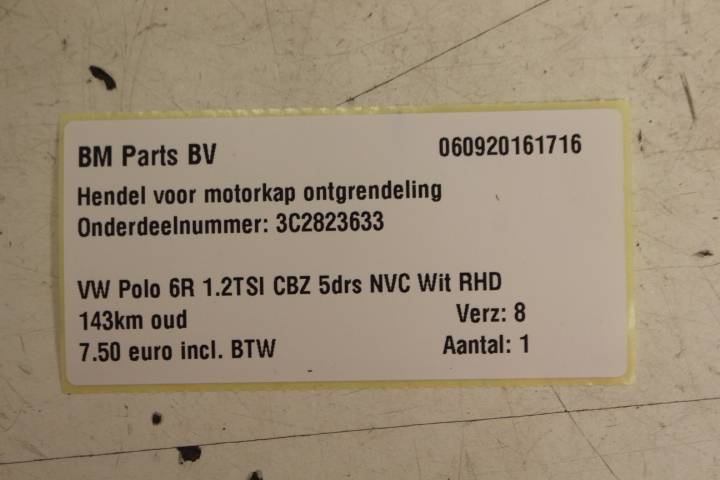 BM Parts BV 060920161716
Hendel voor motorkap ontgrendeling
Onderdeelnummer: 3C2823633
VW Polo 6R 1.2TSI CBZ 5drs NVC Wit RHD
143km oud Verz: 8
7.50 euro incl. BTW Aantal: 1